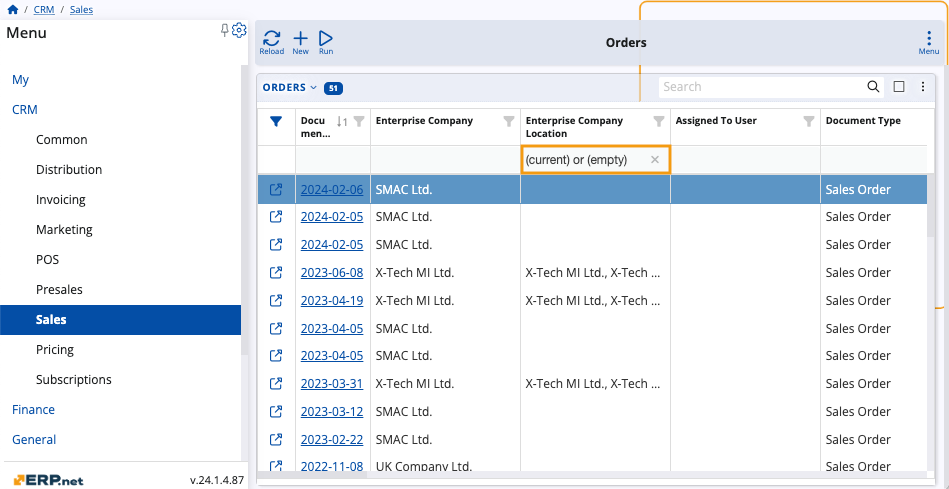 / CRM / Sales
Menu
My
CRM
Common
Distribution
Invoicing
Marketing
POS
Presales
Sales
Pricing
Subscriptions
Finance
General
ERP.net v.24.1.4.87
Reload New Run
Orders
Menu
ORDERS 51
Search
Docu
men... 1
Enterprise Company
Enterprise Company
Location
Assigned To User
Document Type
(current) or (empty)
2024-02-06 SMAC Ltd. Sales Order
2024-02-05 SMAC Ltd. Sales Order
2024-02-05 SMAC Ltd. Sales Order
2023-06-08 X-Tech MI Ltd. X-Tech MI Ltd., X-Tech ... Sales Order
2023-04-19 X-Tech MI Ltd. X-Tech MI Ltd., X-Tech ... Sales Order
2023-04-05 SMAC Ltd. Sales Order
2023-04-05 SMAC Ltd. Sales Order
2023-03-31 X-Tech MI Ltd. X-Tech MI Ltd., X-Tech ... Sales Order
2023-03-12 SMAC Ltd. Sales Order
2023-02-22 SMAC Ltd. Sales Order
2022-11-08 UK Company Ltd. Sales Order